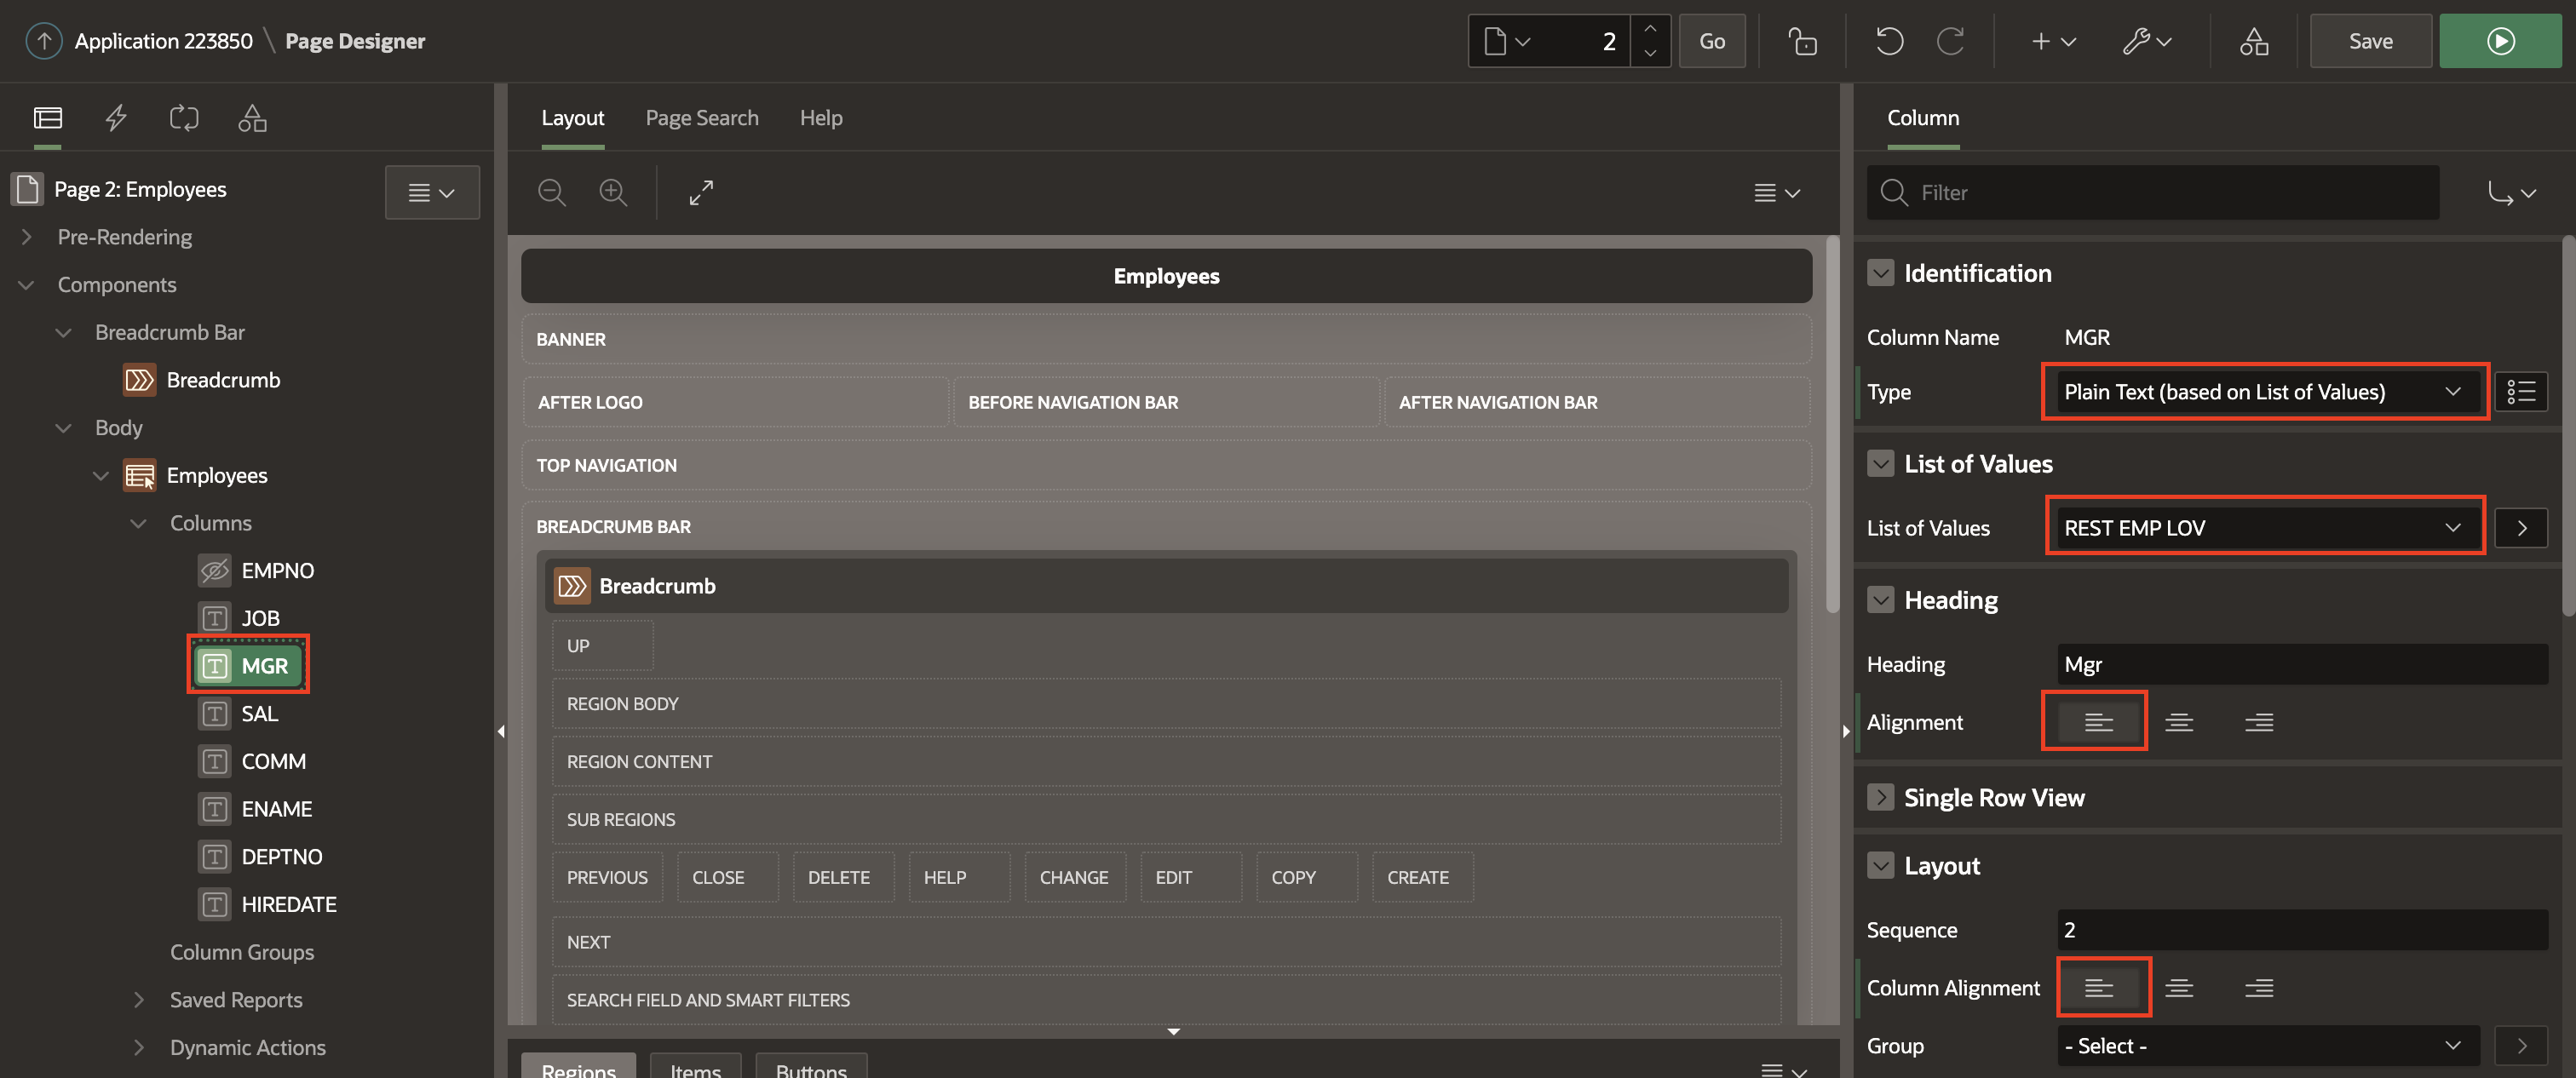 Application 223850 \ Page Designer
2
Go
Save
Layout
Page Search
Help
Column
Page 2: Employees
Filter
Pre-Rendering
Components
Breadcrumb Bar
Breadcrumb
Body
Employees
Columns
EMPNO
JOB
MGR
SAL
COMM
ENAME
DEPTNO
HIREDATE
Column Groups
Saved Reports
Dynamic Actions
Employees
BANNER
AFTER LOGO
BEFORE NAVIGATION BAR
AFTER NAVIGATION BAR
TOP NAVIGATION
BREADCRUMB BAR
Breadcrumb
UP
REGION BODY
REGION CONTENT
SUB REGIONS
PREVIOUS
CLOSE
DELETE
HELP
CHANGE
EDIT
COPY
CREATE
NEXT
SEARCH FIELD AND SMART FILTERS
Regions
Items
Buttons
Identification
Column Name
MGR
Type
Plain Text (based on List of Values)
List of Values
List of Values
REST EMP LOV
Heading
Heading
Mgr
Alignment
Single Row View
Layout
Sequence
2
Column Alignment
Group
- Select -